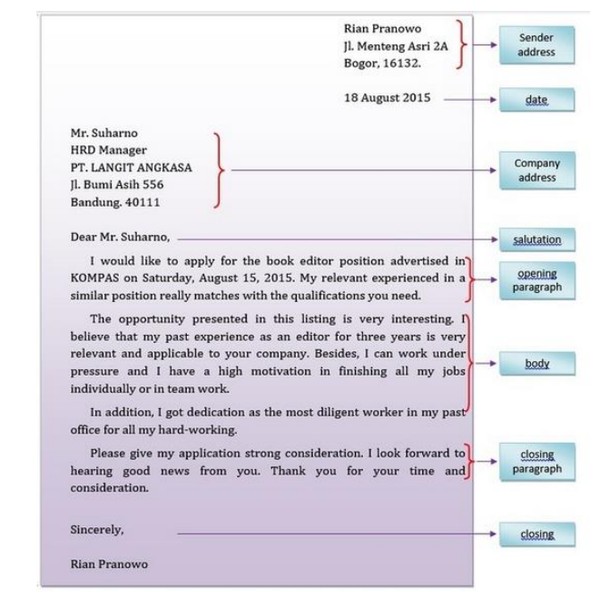 Rian Pranowo
Jl. Menteng Asri 2A
Bogor, 16132.
Sender
address
18 August 2015
date
Mr. Suharno
HRD Manager
PT. LANGIT ANGKASA
Jl. Bumi Asih 556
Bandung. 40111
Company
address
Dear Mr. Suharno,
salutation
I would like to apply for the book editor position advertised in
KOMPAS on Saturday, August 15, 2015. My relevant experienced in a
similar position really matches with the qualifications you need.
opening
paragraph
The opportunity presented in this listing is very interesting. I
believe that my past experience as an editor for three years is very
relevant and applicable to your company. Besides, I can work under
pressure and I have a high motivation in finishing all my jobs
individually or in team work.
In addition, I got dedication as the most diligent worker in my past
office for all my hard-working.
body
Please give my application strong consideration. I look forward to
hearing good news from you. Thank you for your time and
consideration.
closing
paragraph
Sincerely,
closing
Rian Pranowo